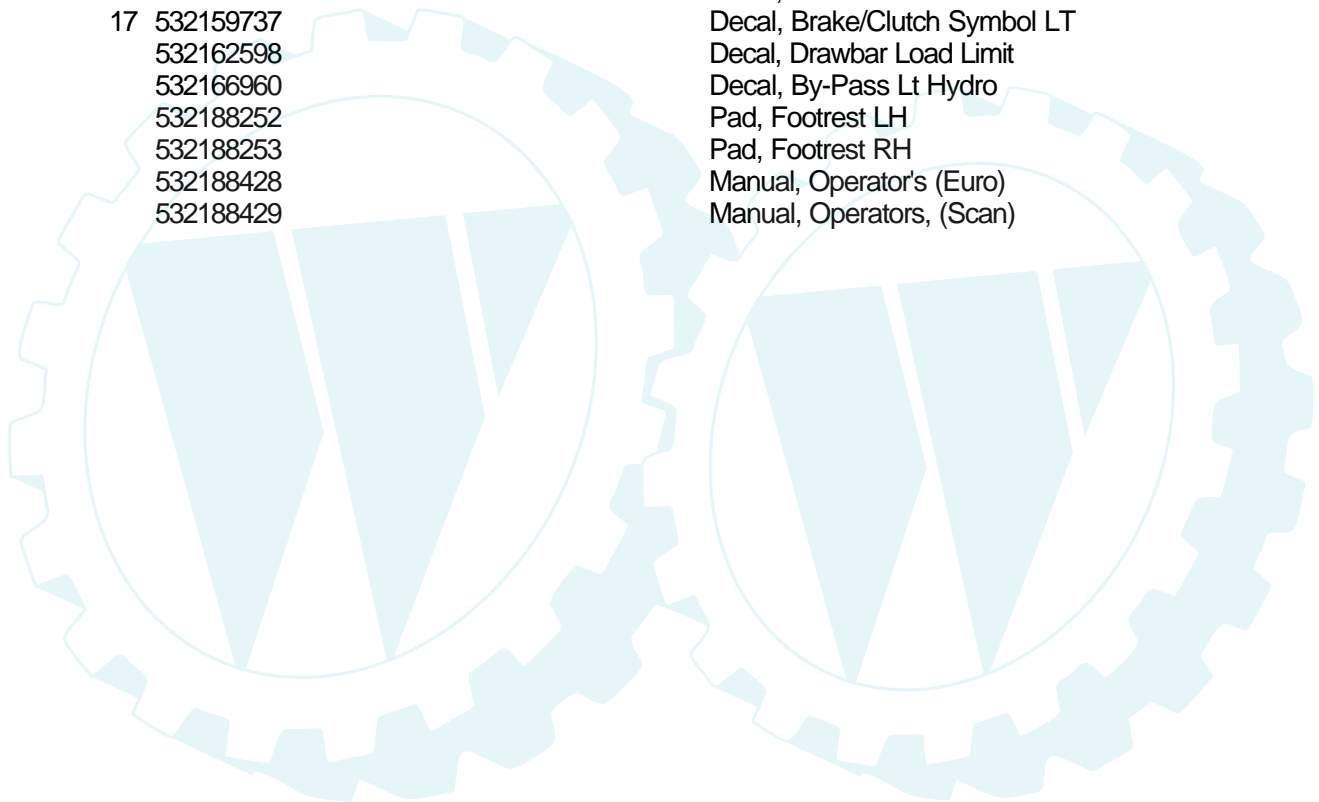 17 532159737 Decal, Brake/Clutch Symbol LT
532162598 Decal, Drawbar Load Limit
532166960 Decal, By-Pass Lt Hydro
532188252 Pad, Footrest LH
532188253 Pad, Footrest RH
532188428 Manual, Operator's (Euro)
532188429 Manual, Operators, (Scan)